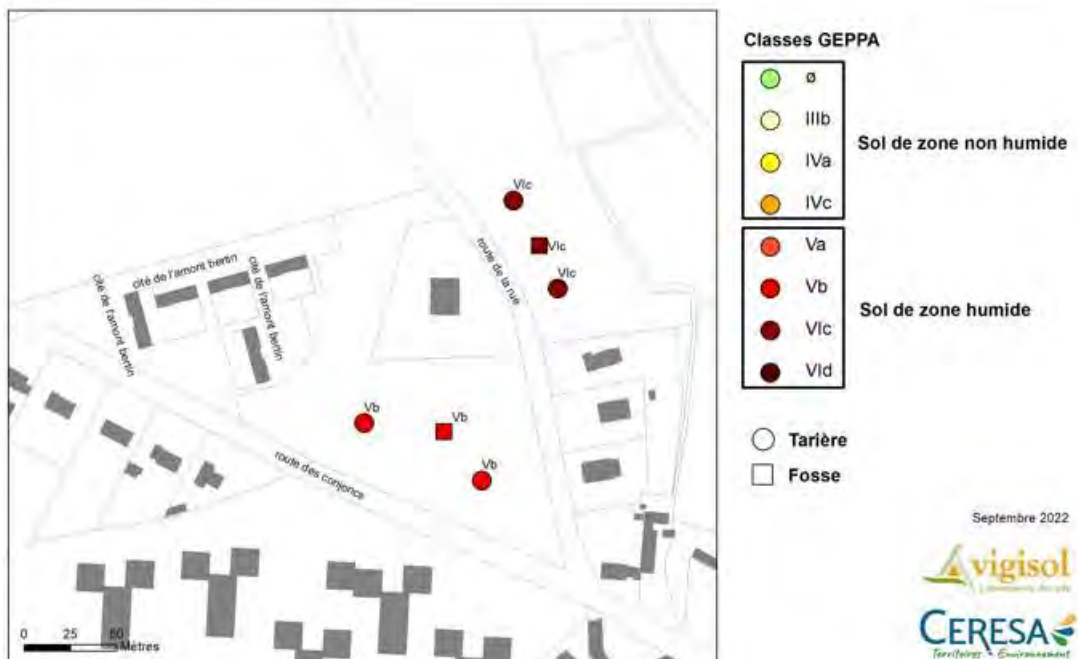 Classes GEPPA
ø
IIIb
IVa
IVc
Sol de zone non humide
Va
Vb
VIc
VId
Sol de zone humide
Tarière
Fosse
Septembre 2022
vigisol
CERESA
Territoires - Environnement
VIc
VIc
VIc
route de la rue
cité de l'amont bertin
cité de l'amont bertin
cité de l'amont bertin
Vb
Vb
Vb
route des conjoncs
0 25 50
Mètres